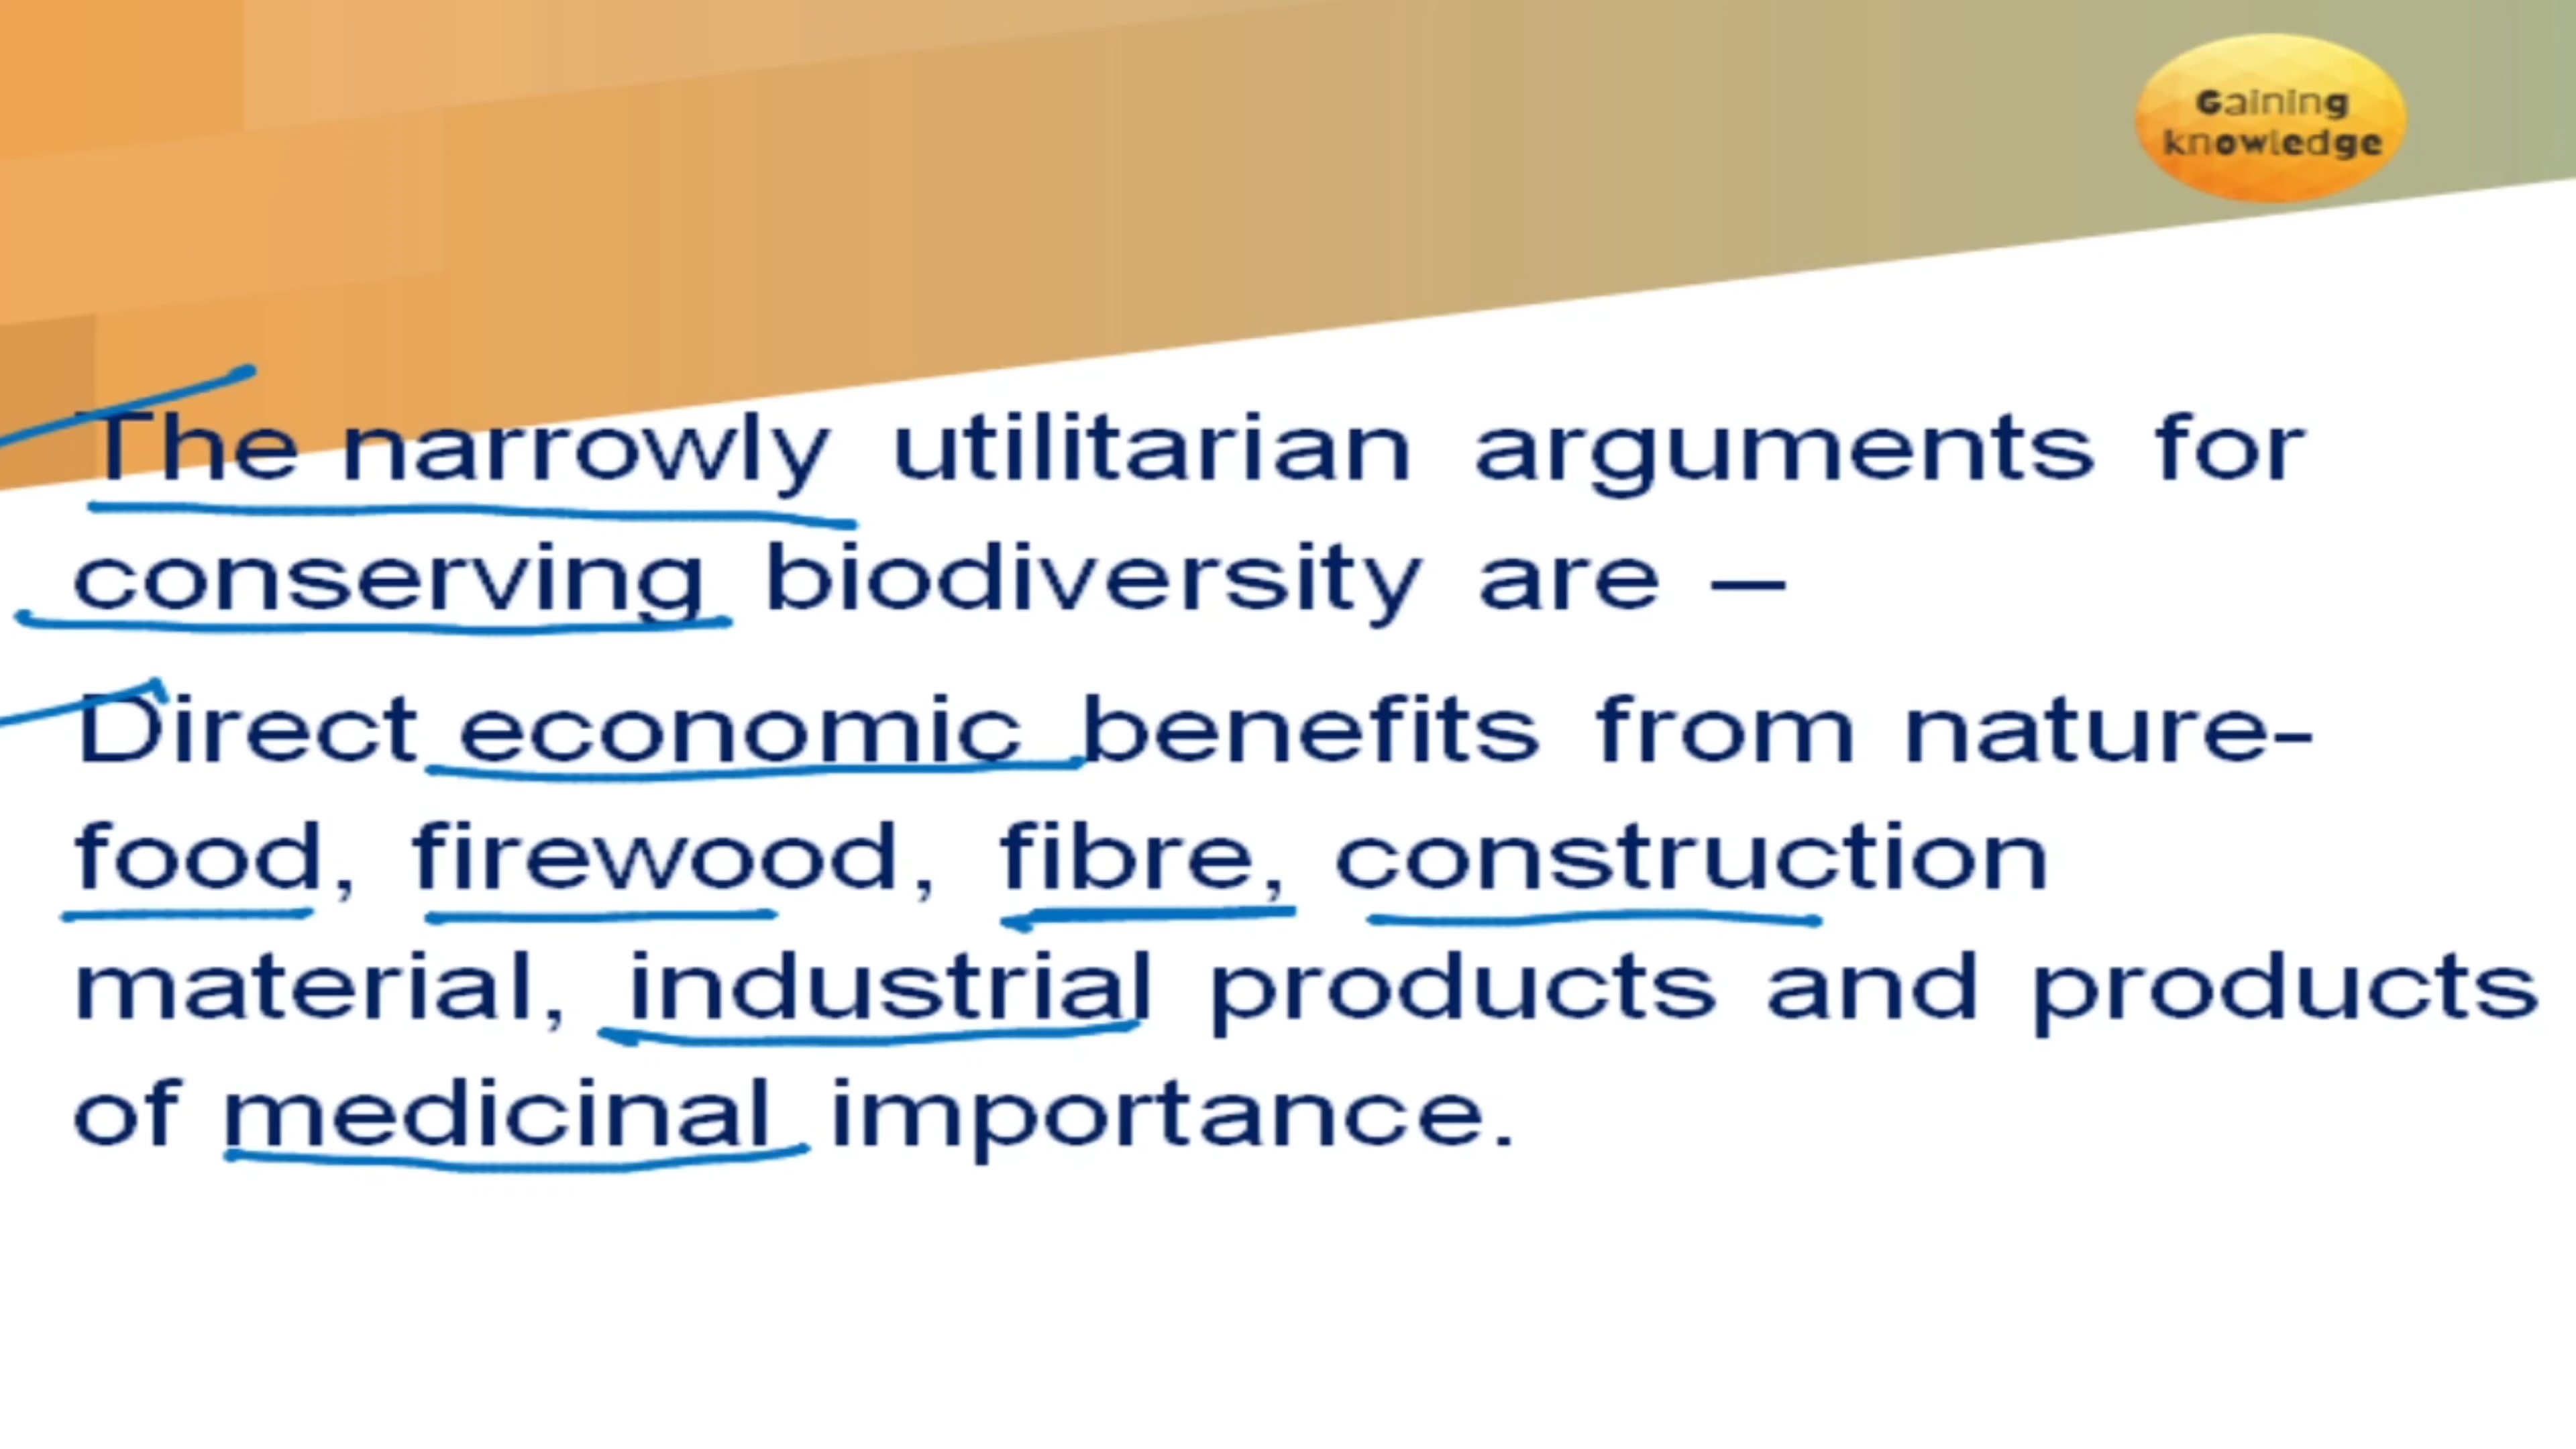 Gaining
knowledge
The narrowly utilitarian arguments for
conserving biodiversity are –
Direct economic benefits from nature-
food, firewood, fibre, construction
material, industrial products and products
of medicinal importance.